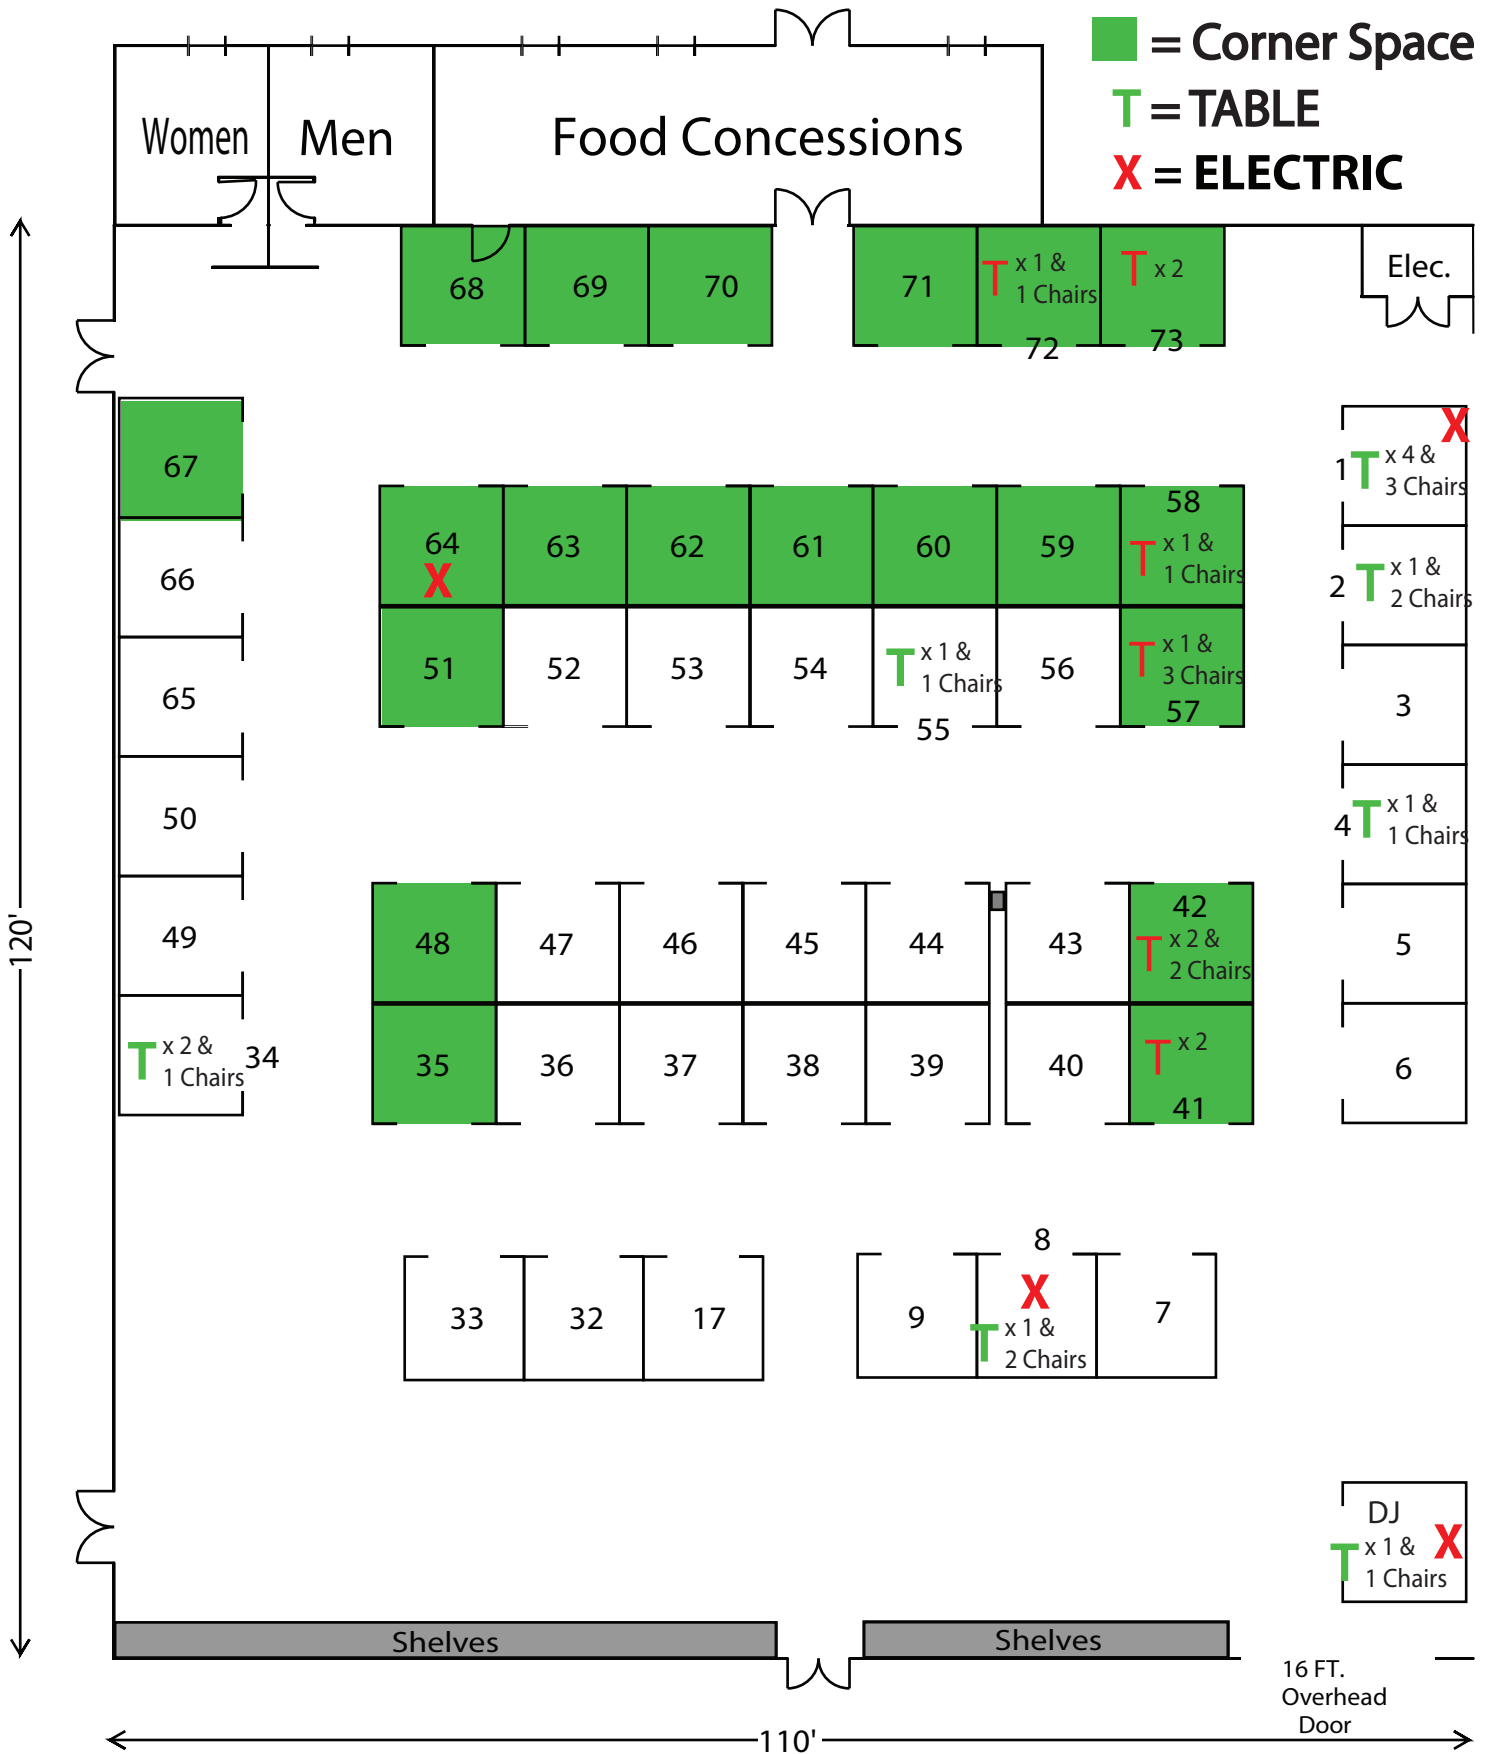 = Corner Space
T = TABLE
X = ELECTRIC
Women
Men
Food Concessions
Elec.
68
69
70
71
T x 1 &
1 Chairs
72
T x 2
73
67
66
65
50
49
T x 2 &
1 Chairs
34
64
X
63
62
61
60
59
58
T x 1 &
1 Chairs
51
52
53
54
T x 1 &
1 Chairs
55
56
T x 1 &
3 Chairs
57
X
1 T x 4 &
3 Chairs
2 T x 1 &
2 Chairs
3
4 T x 1 &
1 Chairs
5
6
48
47
46
45
44
43
42
T x 2 &
2 Chairs
35
36
37
38
39
40
T x 2
41
33
32
17
9
8
X
T x 1 &
2 Chairs
7
DJ
X
T x 1 &
1 Chairs
Shelves
Shelves
16 FT.
Overhead
Door
120'
110'